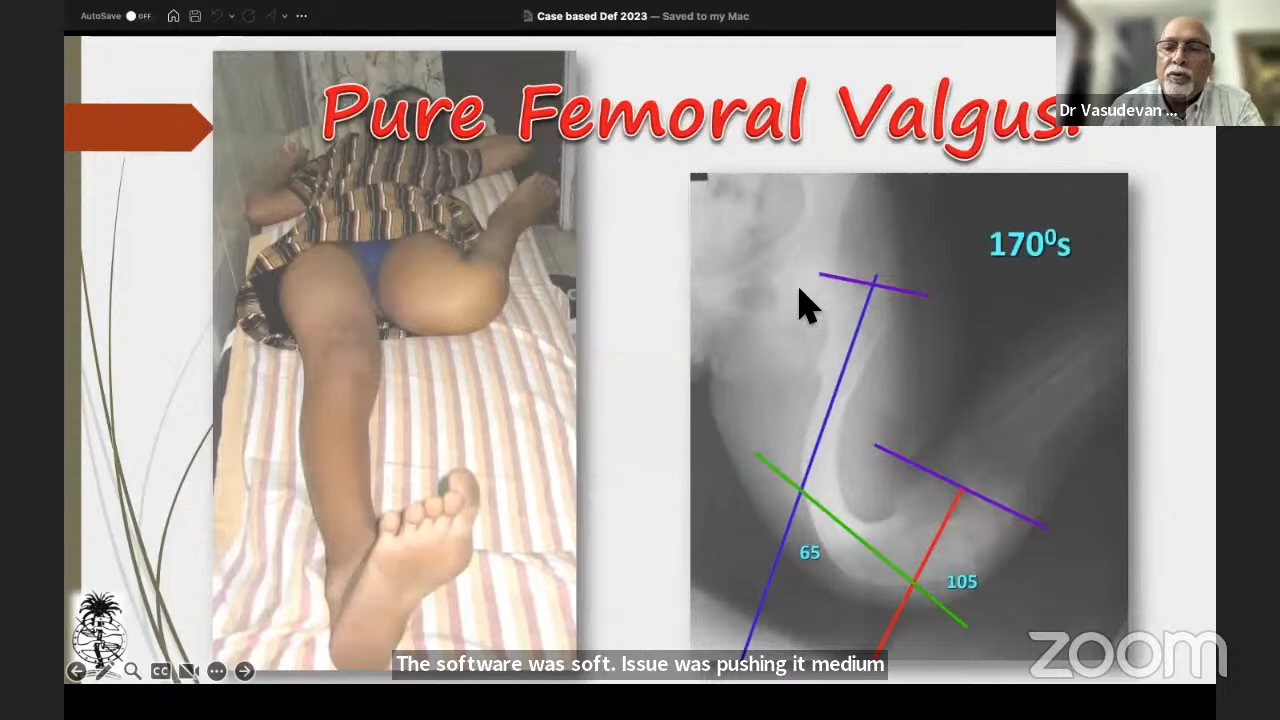 AutoSave OFF
Case based Def 2023 — Saved to my Mac
Dr Vasudevan ...
Pure Femoral Valgus.
170⁰s
65
105
CC
The software was soft. Issue was pushing it medium
zoom